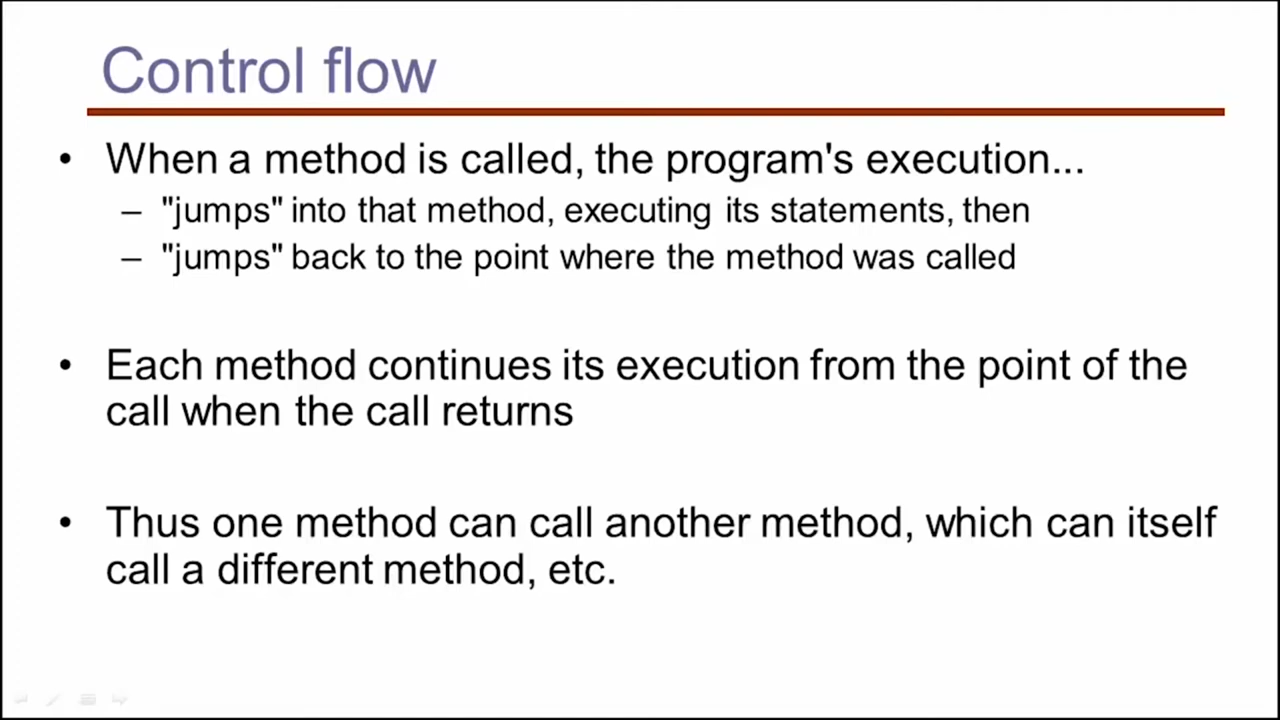 Control flow
• When a method is called, the program's execution...
– "jumps" into that method, executing its statements, then
– "jumps" back to the point where the method was called
• Each method continues its execution from the point of the
call when the call returns
• Thus one method can call another method, which can itself
call a different method, etc.